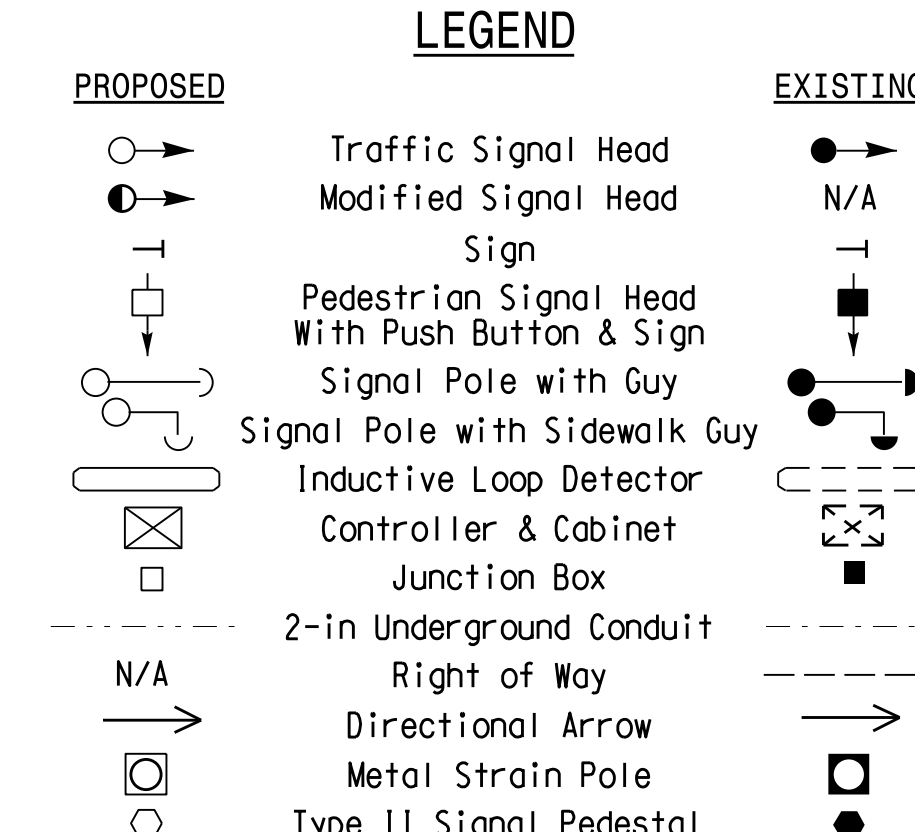 LEGEND
PROPOSED
EXISTING
Traffic Signal Head
Modified Signal Head N/A
Sign
Pedestrian Signal Head
With Push Button & Sign
Signal Pole with Guy
Signal Pole with Sidewalk Guy
Inductive Loop Detector
Controller & Cabinet
Junction Box
2-in Underground Conduit
N/A Right of Way
Directional Arrow
Metal Strain Pole
Type II Signal Pedestal